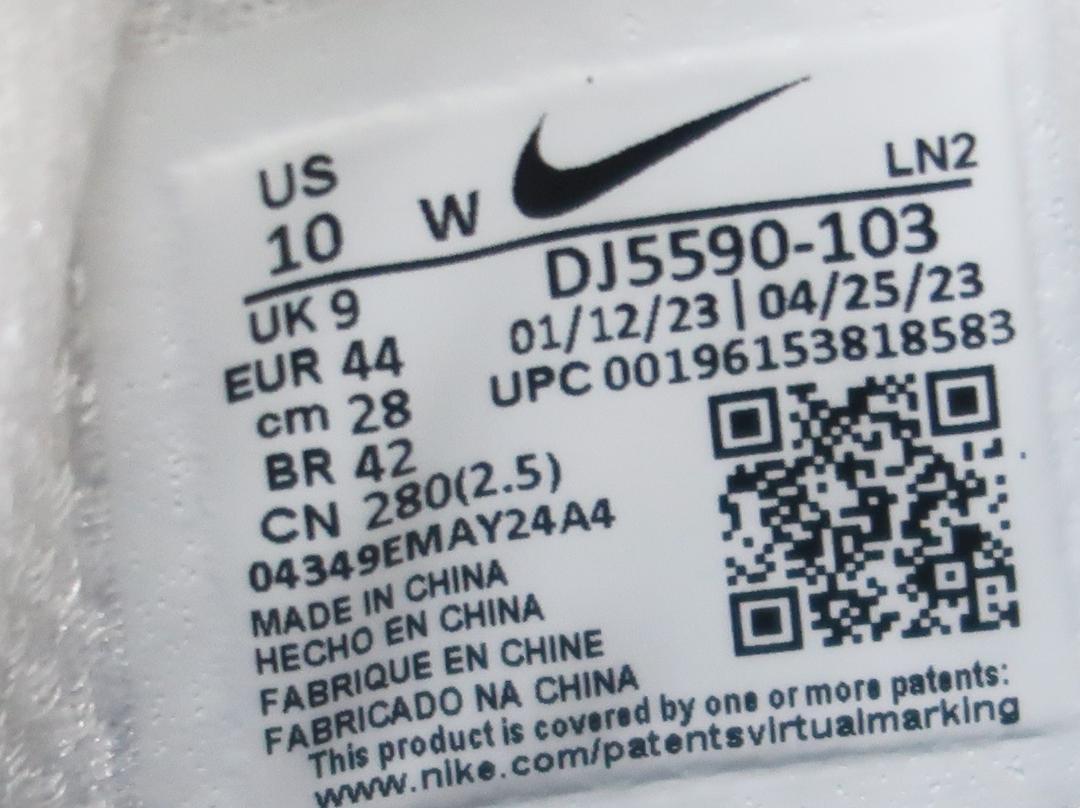 US
10
W
LN2
DJ5590-103
01/12/23 | 04/25/23
UPC 00196153818583
UK 9
EUR 44
cm 28
BR 42
CN 280(2.5)
04349EMAY24A4
MADE IN CHINA
HECHO EN CHINA
FABRIQUE EN CHINE
FABRICADO NA CHINA
This product is covered by one or more patents:
www.nike.com/patentsvirtualmarking